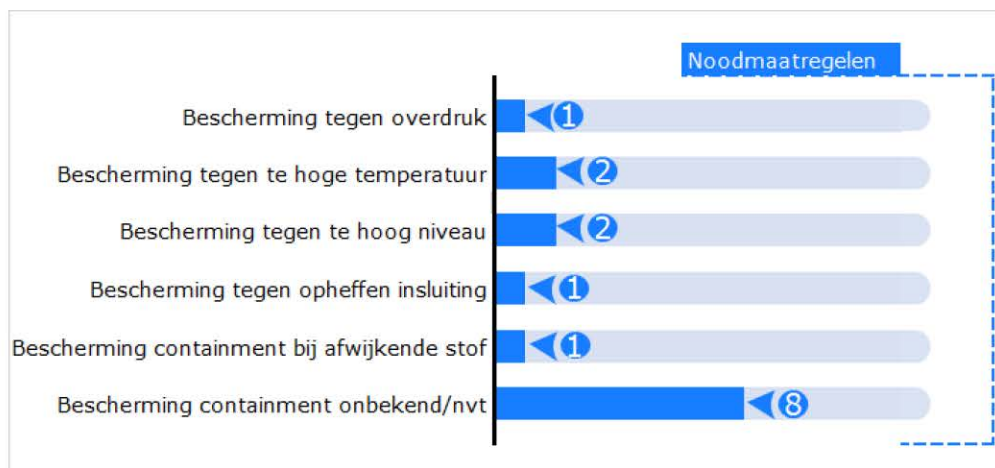 Noodmaatregelen
Bescherming tegen overdruk 1
Bescherming tegen te hoge temperatuur 2
Bescherming tegen te hoog niveau 2
Bescherming tegen opheffen insluiting 1
Bescherming containment bij afwijkende stof 1
Bescherming containment onbekend/nvt 8